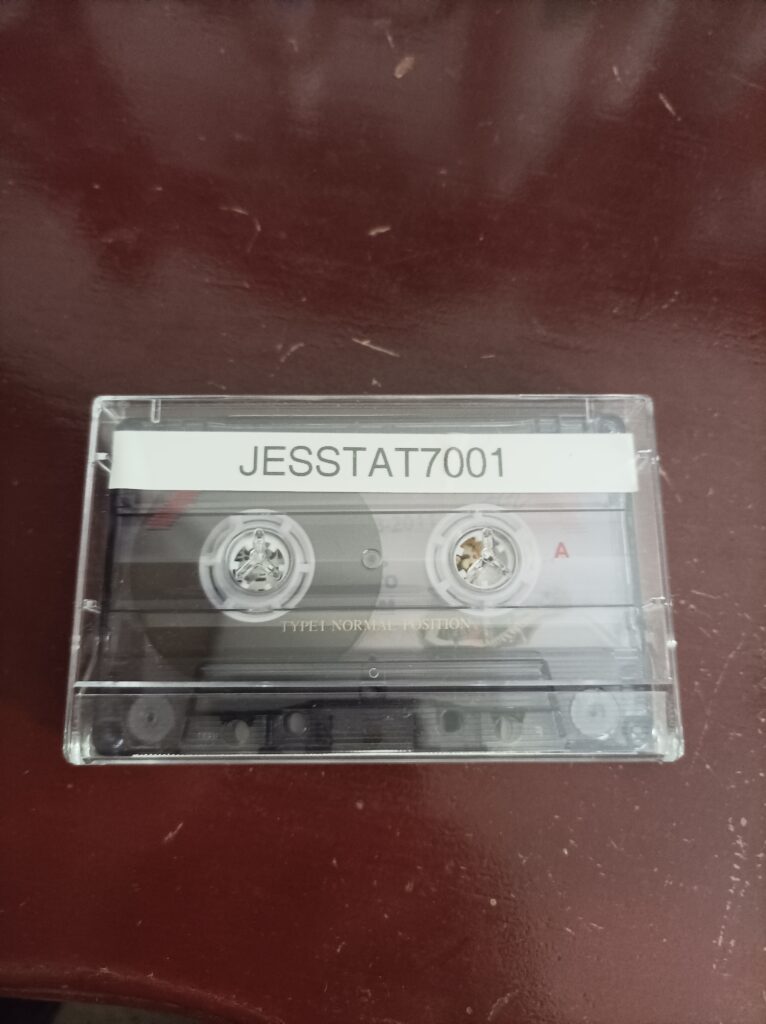 JESSTAT7001
A
TYPE I NORMAL POSITION